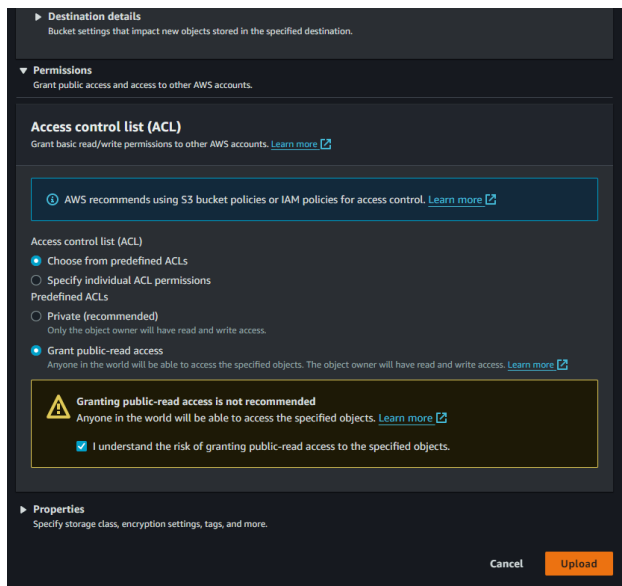 Destination details
Bucket settings that impact new objects stored in the specified destination.
Permissions
Grant public access and access to other AWS accounts.
Access control list (ACL)
Grant basic read/write permissions to other AWS accounts. Learn more
AWS recommends using S3 bucket policies or IAM policies for access control. Learn more
Access control list (ACL)
Choose from predefined ACLs
Specify individual ACL permissions
Predefined ACLs
Private (recommended)
Only the object owner will have read and write access.
Grant public-read access
Anyone in the world will be able to access the specified objects. The object owner will have read and write access. Learn more
Granting public-read access is not recommended
Anyone in the world will be able to access the specified objects. Learn more
I understand the risk of granting public-read access to the specified objects.
Properties
Specify storage class, encryption settings, tags, and more.
Cancel Upload